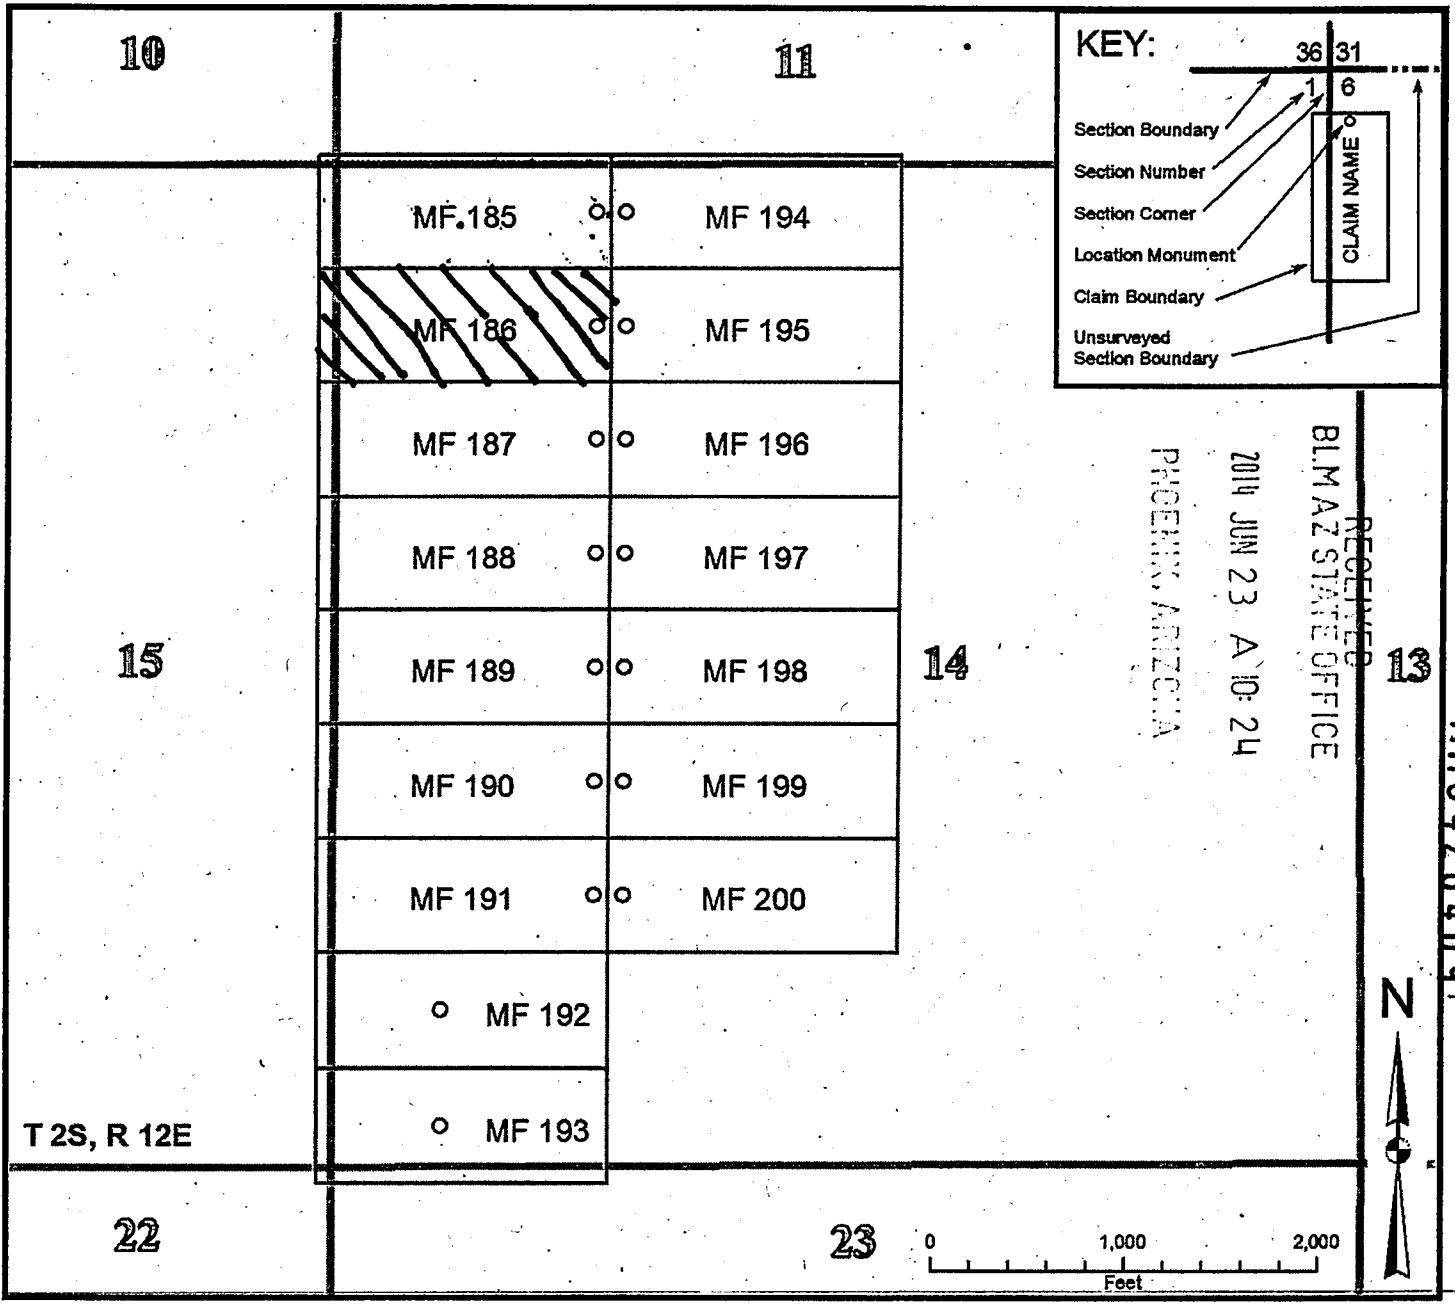 10
11
KEY:
36 31
1 6
Section Boundary
Section Number
Section Corner
Location Monument
Claim Boundary
Unsurveyed
Section Boundary
CLAIM NAME
MF 185
MF 194
MF 186
MF 195
MF 187
MF 196
MF 188
MF 197
MF 189
MF 198
MF 190
MF 199
MF 191
MF 200
MF 192
MF 193
15
14
13
RECEIVED
BLM AZ STATE OFFICE
2014 JUN 23 A 10:24
PHOENIX, ARIZONA
N
T 2S, R 12E
22
23
0 1,000 2,000
Feet